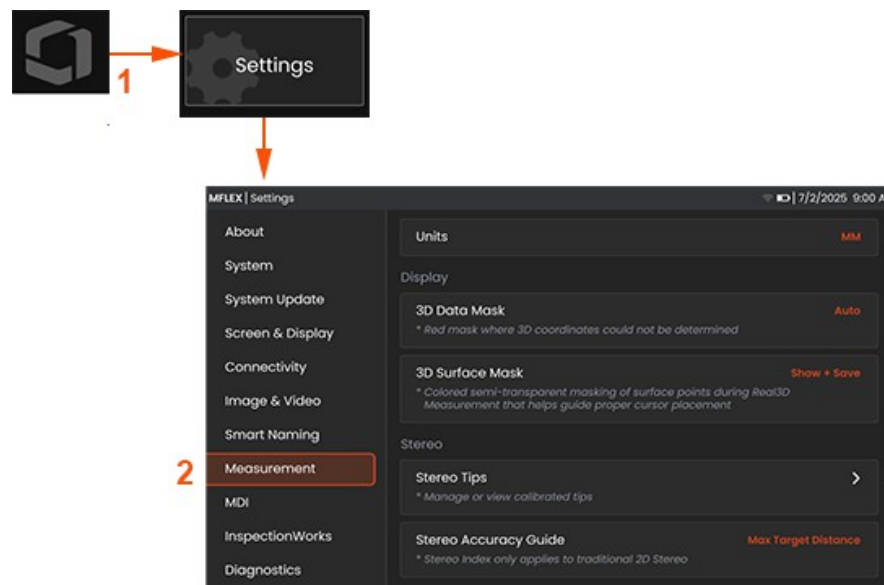 1
Settings
MFLEX | Settings
7/2/2025 9:00 A
About
System
System Update
Screen & Display
Connectivity
Image & Video
Smart Naming
2 Measurement
MDI
InspectionWorks
Diagnostics
Units MM
Display
3D Data Mask Auto
* Red mask where 3D coordinates could not be determined
3D Surface Mask Show + Save
* Colored semi-transparent masking of surface points during Real3D
Measurement that helps guide proper cursor placement
Stereo
Stereo Tips
* Manage or view calibrated tips
Stereo Accuracy Guide Max Target Distance
* Stereo Index only applies to traditional 2D Stereo